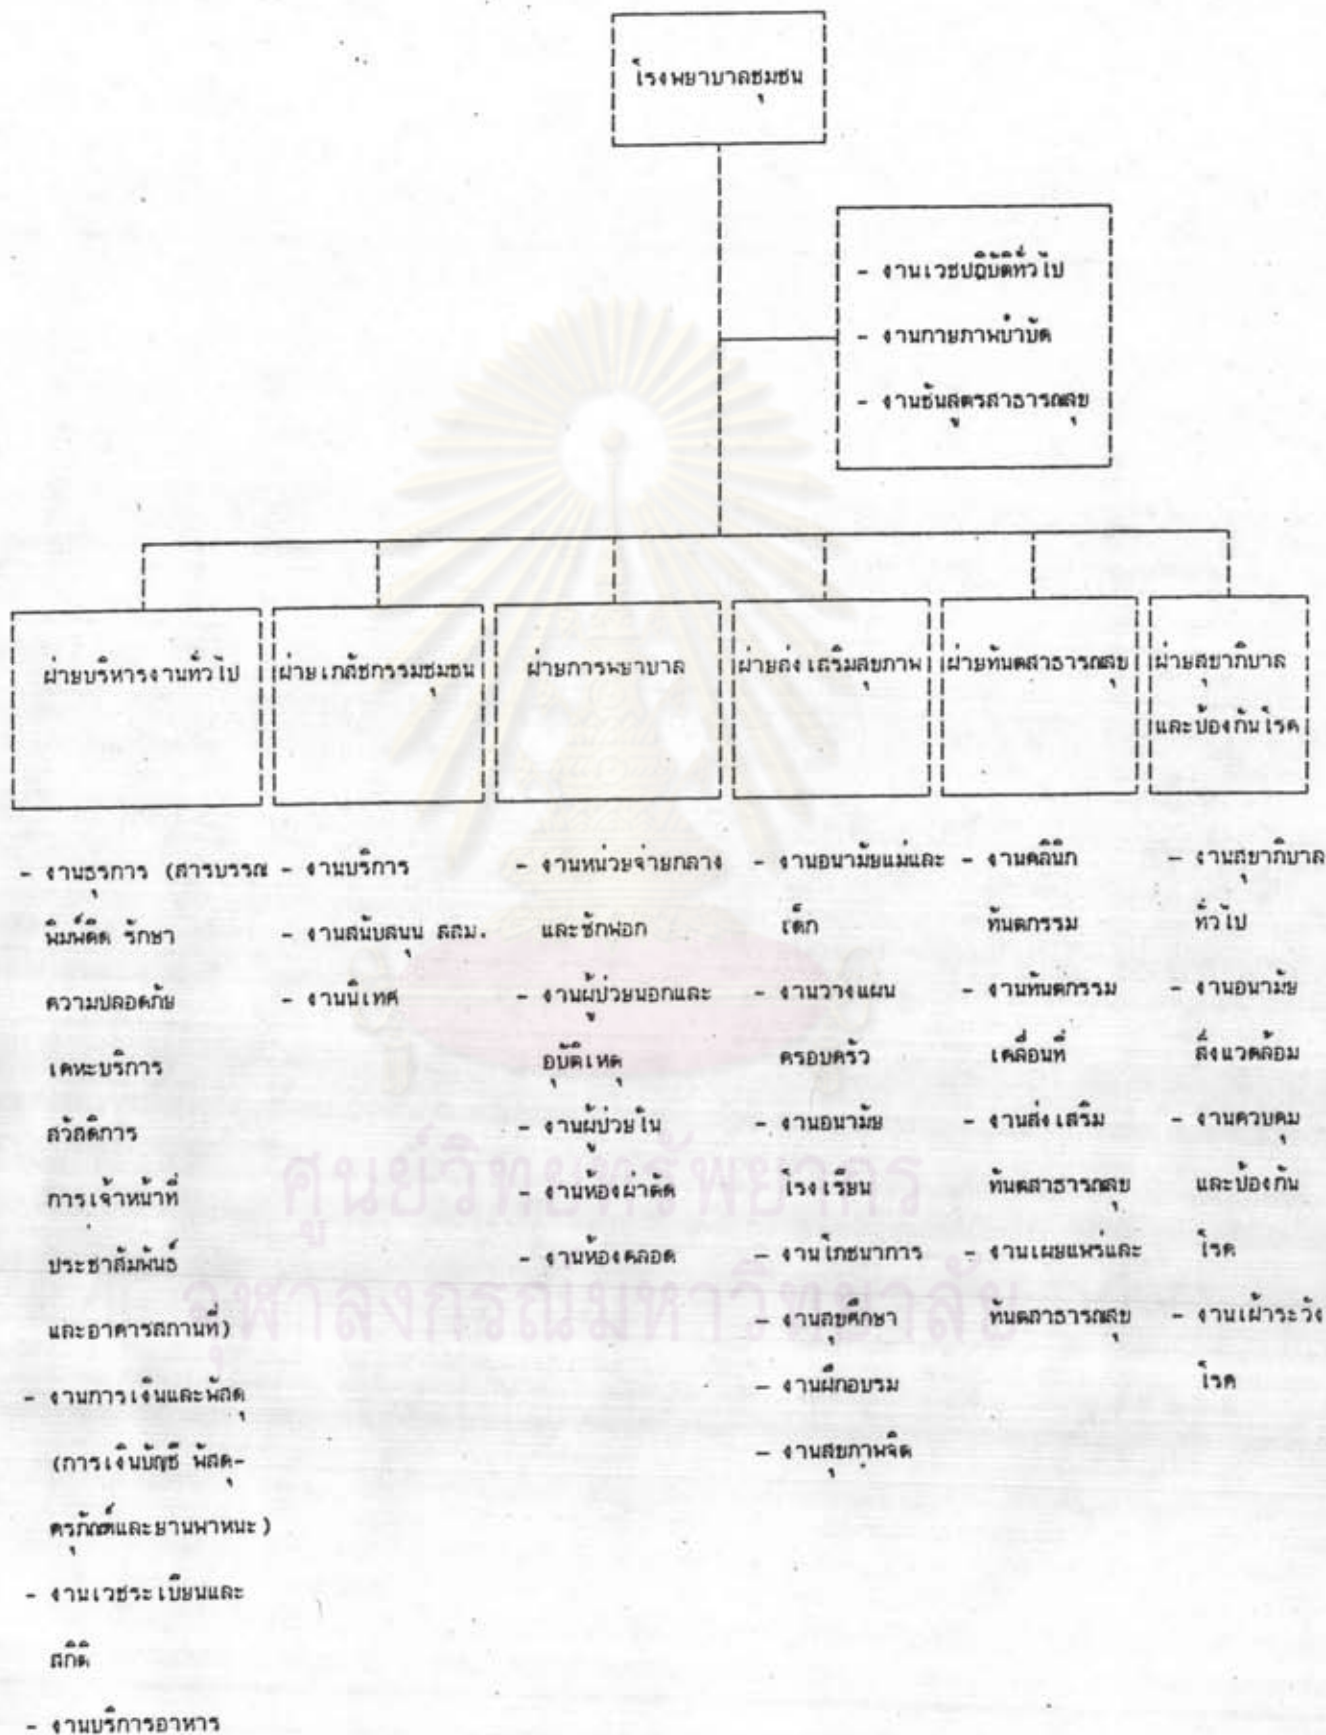 โรงพยาบาลชุมชน
- งานเวชปฏิบัติทั่วไป
- งานกายภาพบำบัด
- งานชันสูตรสาธารณสุข
ฝ่ายบริหารงานทั่วไป
ฝ่ายเภสัชกรรมชุมชน
ฝ่ายการพยาบาล
ฝ่ายส่งเสริมสุขภาพ
ฝ่ายทันตสาธารณสุข
ฝ่ายสุขาภิบาล
และป้องกันโรค
- งานธุรการ (สารบรรณ
พิมพ์ดีด รักษา
ความปลอดภัย
เคหะบริการ
สวัสดิการ
การเจ้าหน้าที่
ประชาสัมพันธ์
และอาคารสถานที่)
- งานการเงินและพัสดุ
(การเงินบัญชี พัสดุ-
ครุภัณฑ์และยานพาหนะ)
- งานเวชระเบียนและ
สถิติ
- งานบริการอาหาร
- งานบริการ
- งานสนับสนุน สสม.
- งานนิเทศ
- งานหน่วยจ่ายกลาง
และซักฟอก
- งานผู้ป่วยนอกและ
อุบัติเหตุ
- งานผู้ป่วยใน
- งานห้องผ่าตัด
- งานห้องคลอด
- งานอนามัยแม่และ
เด็ก
- งานวางแผน
ครอบครัว
- งานอนามัย
โรงเรียน
- งานโภชนาการ
- งานสุขศึกษา
- งานฝึกอบรม
- งานสุขภาพจิต
- งานคลินิก
ทันตกรรม
- งานทันตกรรม
เคลื่อนที่
- งานส่งเสริม
ทันตสาธารณสุข
- งานเผยแพร่และ
ทันตสาธารณสุข
- งานสุขาภิบาล
ทั่วไป
- งานอนามัย
สิ่งแวดล้อม
- งานควบคุม
และป้องกัน
โรค
- งานเฝ้าระวัง
โรค
ศูนย์วิทยทรัพยากร
จุฬาลงกรณ์มหาวิทยาลัย